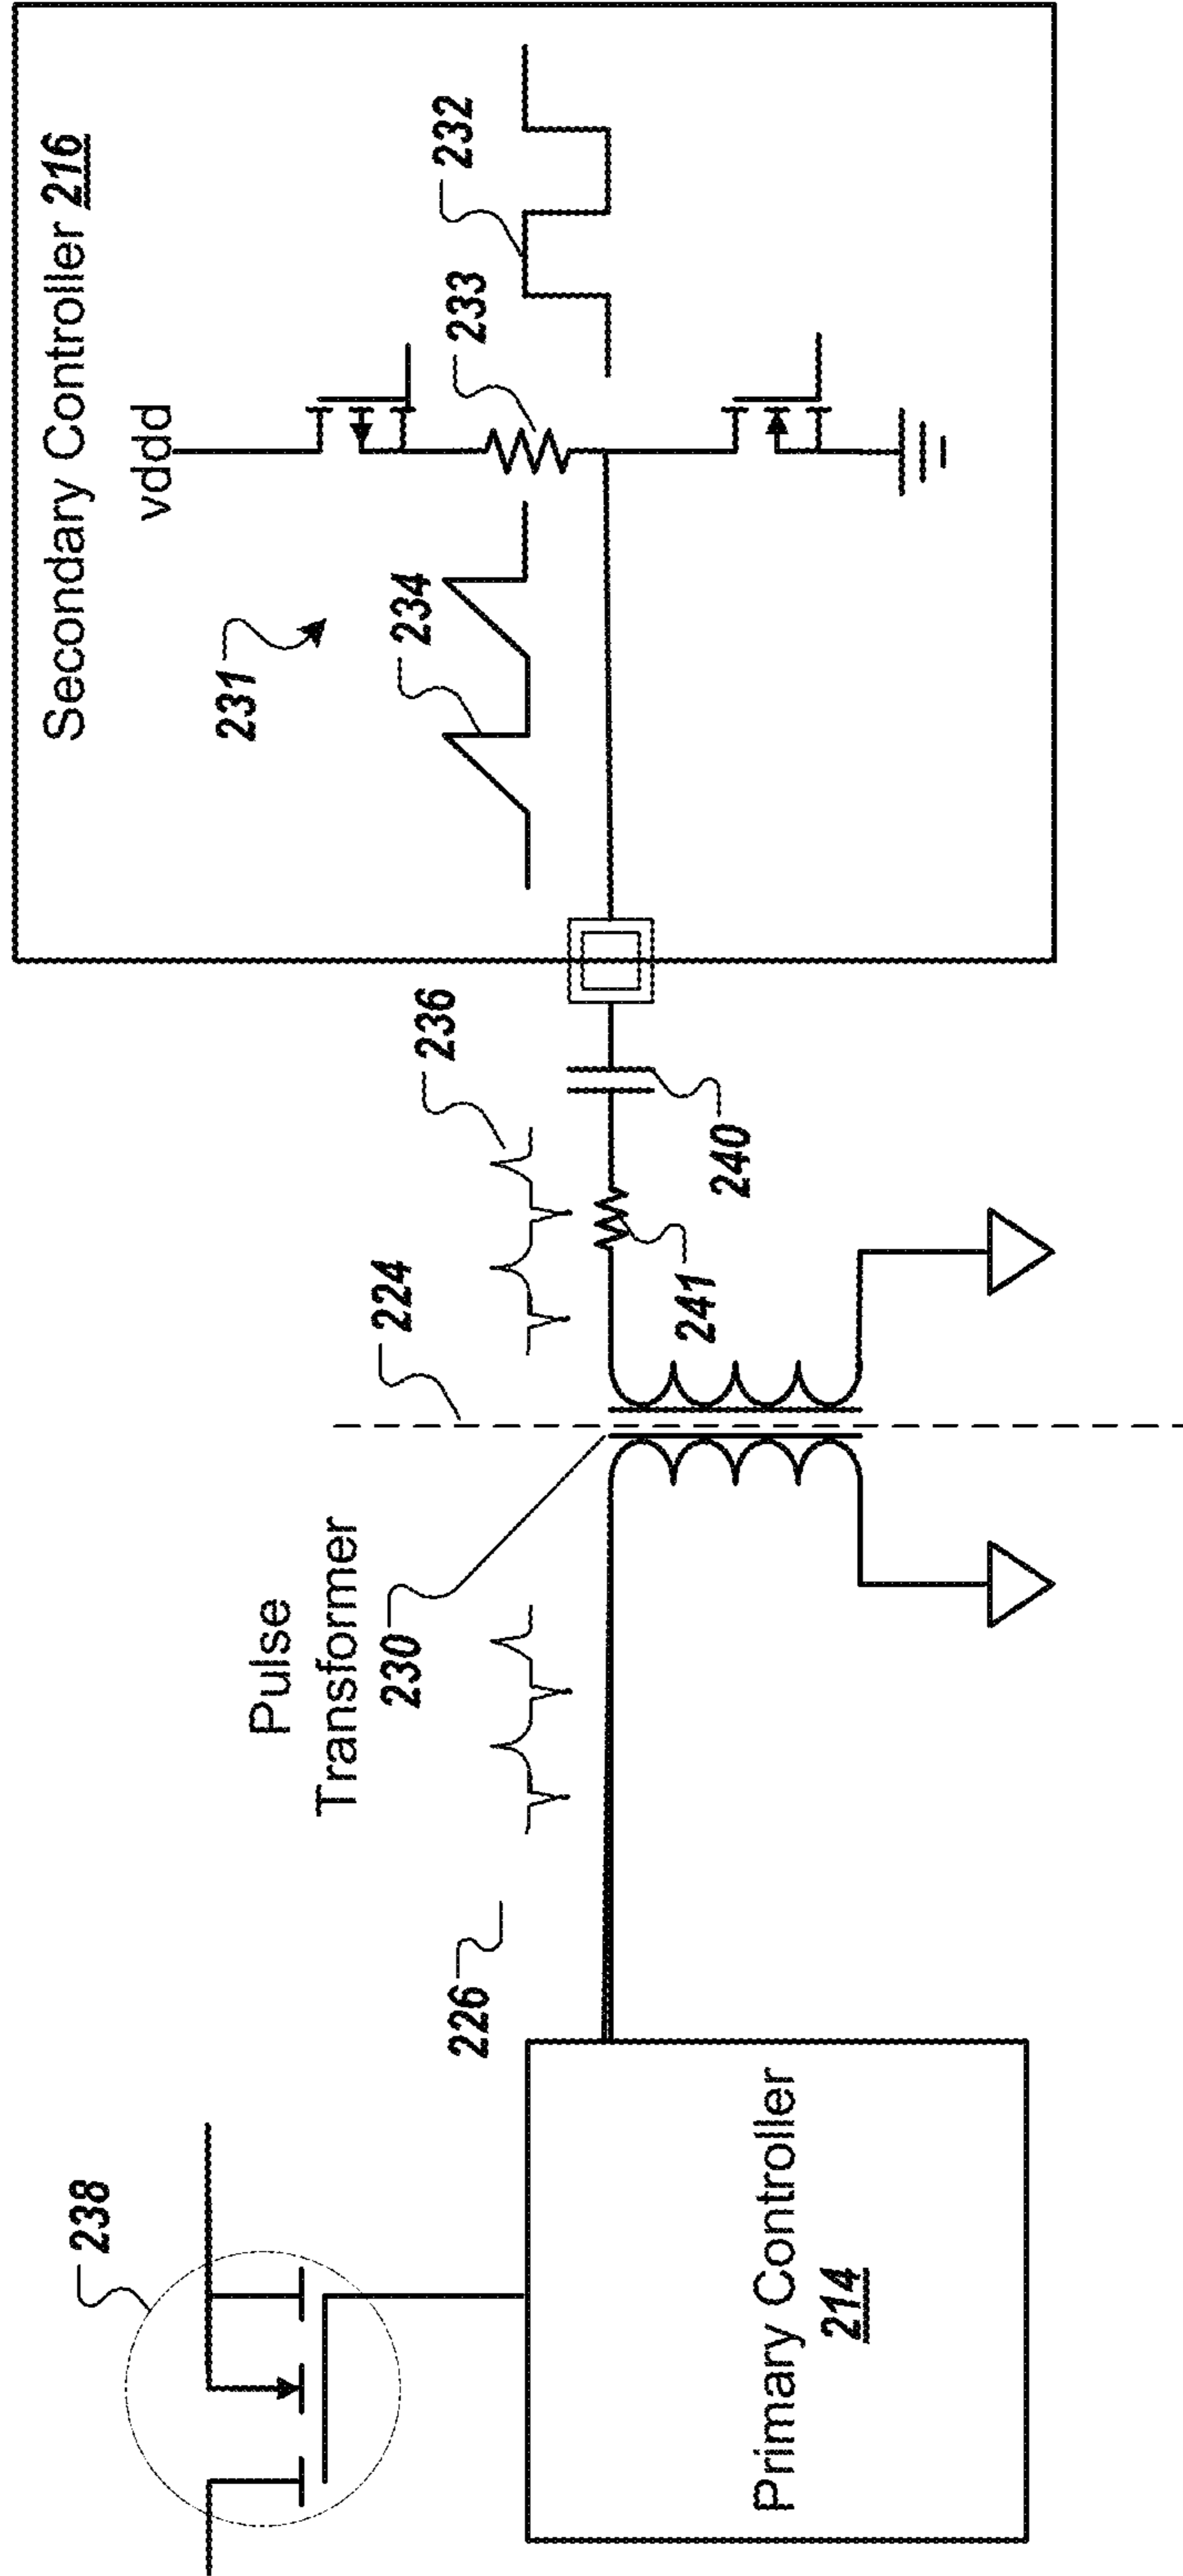 238
Primary Controller
214
226
Pulse
Transformer
230
224
236
241
240
Secondary Controller 216
vddd
231
234
233
232